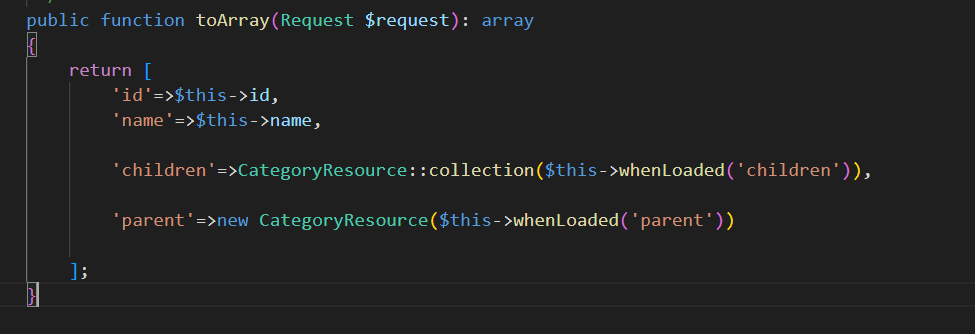 public function toArray(Request $request): array
{
return [
'id'=>$this->id,
'name'=>$this->name,
'children'=>CategoryResource::collection($this->whenLoaded('children')),
'parent'=>new CategoryResource($this->whenLoaded('parent'))
];
}